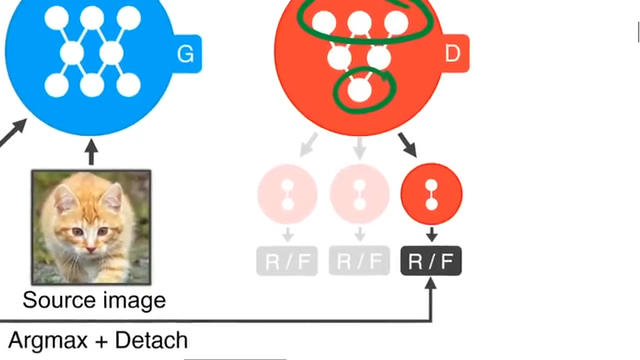 G
D
R / F
R / F
R / F
Source image
Argmax + Detach